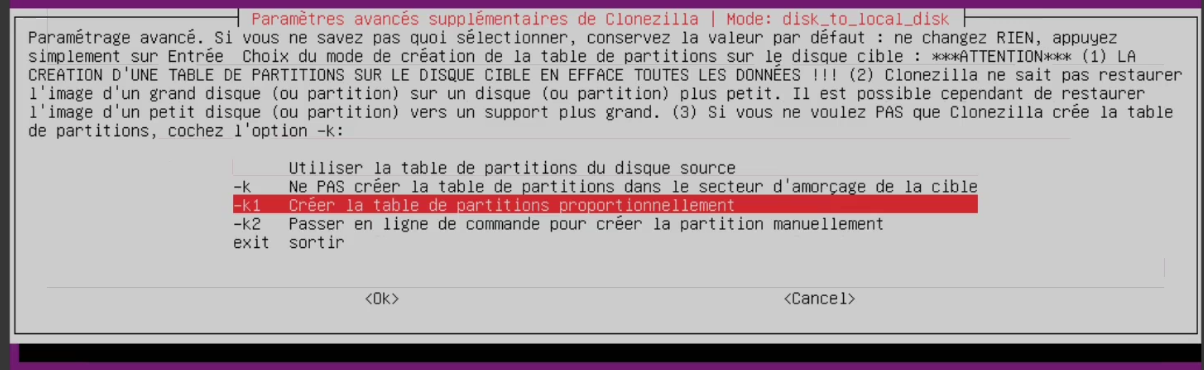 Paramètres avancés supplémentaires de Clonezilla | Mode: disk_to_local_disk
Paramétrage avancé. Si vous ne savez pas quoi sélectionner, conservez la valeur par défaut : ne changez RIEN, appuyez
simplement sur Entrée  Choix du mode de création de la table de partitions sur le disque cible : ***ATTENTION*** (1) LA
CREATION D'UNE TABLE DE PARTITIONS SUR LE DISQUE CIBLE EN EFFACE TOUTES LES DONNÉES !!! (2) Clonezilla ne sait pas restaurer
l'image d'un grand disque (ou partition) sur un disque (ou partition) plus petit. Il est possible cependant de restaurer
l'image d'un petit disque (ou partition) vers un support plus grand. (3) Si vous ne voulez PAS que Clonezilla crée la table
de partitions, cochez l'option -k:
Utiliser la table de partitions du disque source
-k Ne PAS créer la table de partitions dans le secteur d'amorçage de la cible
-k1 Créer la table de partitions proportionnellement
-k2 Passer en ligne de commande pour créer la partition manuellement
exit sortir
<Ok> <Cancel>